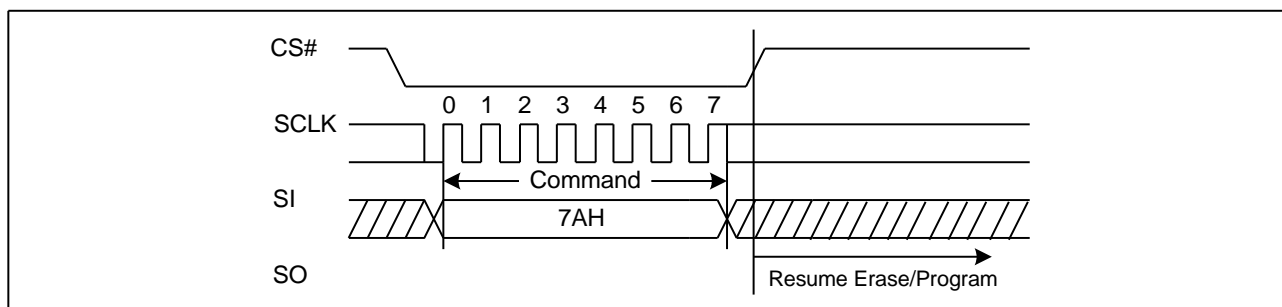 CS#
0 1 2 3 4 5 6 7
SCLK
Command
SI
7AH
SO
Resume Erase/Program